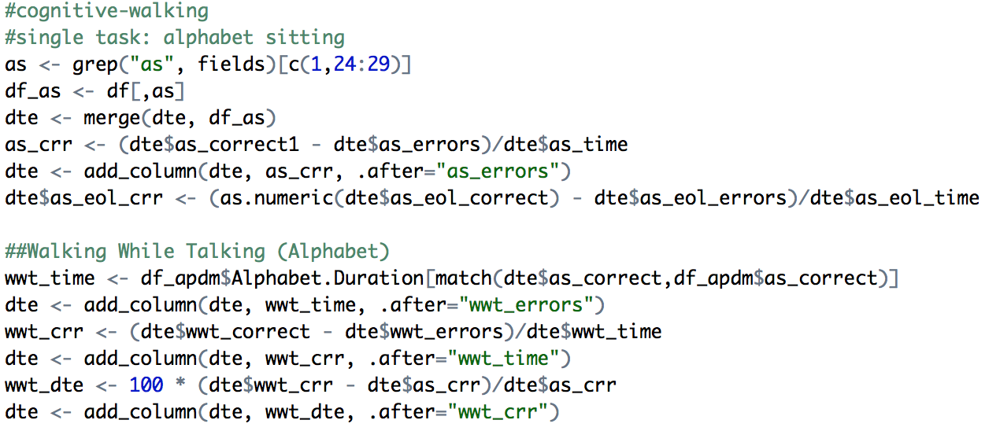 #cognitive-walking
#single task: alphabet sitting
as <- grep("as", fields)[c(1,24:29)]
df_as <- df[,as]
dte <- merge(dte, df_as)
as_crr <- (dte$as_correct1 - dte$as_errors)/dte$as_time
dte <- add_column(dte, as_crr, .after="as_errors")
dte$as_eol_crr <- (as.numeric(dte$as_eol_correct) - dte$as_eol_errors)/dte$as_eol_time
##Walking While Talking (Alphabet)
wwt_time <- df_apdm$Alphabet.Duration[match(dte$as_correct,df_apdm$as_correct)]
dte <- add_column(dte, wwt_time, .after="wwt_errors")
wwt_crr <- (dte$wwt_correct - dte$wwt_errors)/dte$wwt_time
dte <- add_column(dte, wwt_crr, .after="wwt_time")
wwt_dte <- 100 * (dte$wwt_crr - dte$as_crr)/dte$as_crr
dte <- add_column(dte, wwt_dte, .after="wwt_crr")